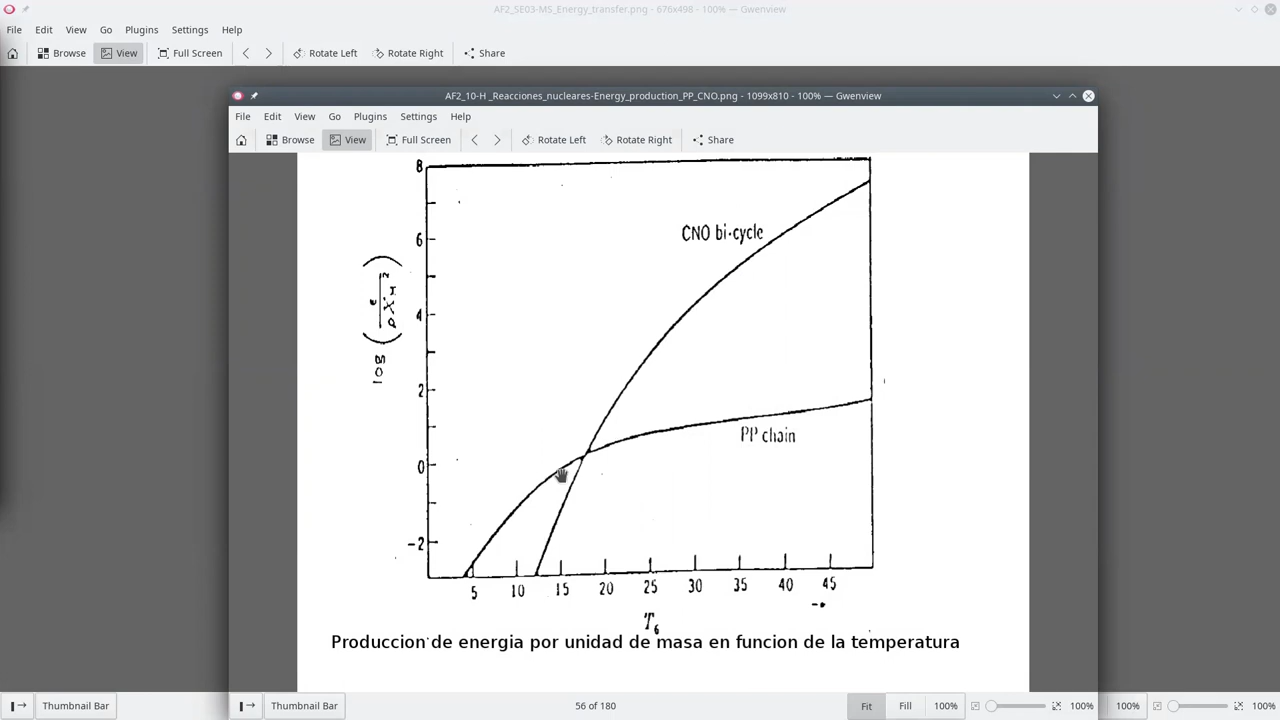 AF2_SE03-MS_Energy_transfer.png - 676x498 - 100% — Gwenview
File Edit View Go Plugins Settings Help
Browse View Full Screen Rotate Left Rotate Right Share
AF2_10-H _Reacciones_nucleares-Energy_production_PP_CNO.png - 1099x810 - 100% — Gwenview
File Edit View Go Plugins Settings Help
Browse View Full Screen Rotate Left Rotate Right Share
8
6
4
2
0
-2
CNO bi-cycle
PP chain
5 10 15 20 25 30 35 40 45
T6
Produccion de energia por unidad de masa en funcion de la temperatura
Thumbnail Bar Thumbnail Bar 56 of 180 Fit Fill 100% 100% 100% 100%